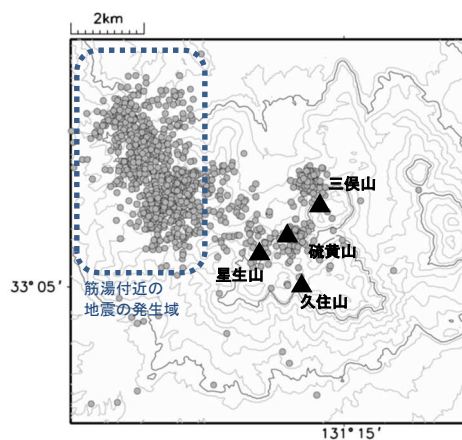 2km
三俣山
硫黄山
星生山
久住山
筋湯付近の
地震の発生域
33°05′
131°15′